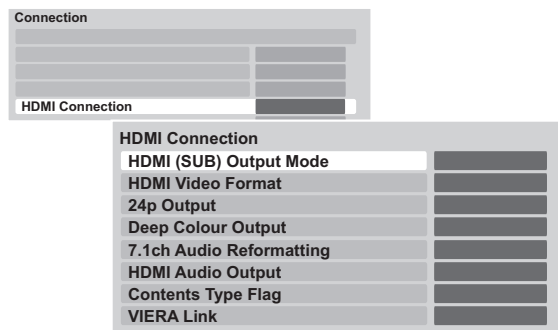 Connection
HDMI Connection
HDMI Connection
HDMI (SUB) Output Mode
HDMI Video Format
24p Output
Deep Colour Output
7.1ch Audio Reformatting
HDMI Audio Output
Contents Type Flag
VIERA Link